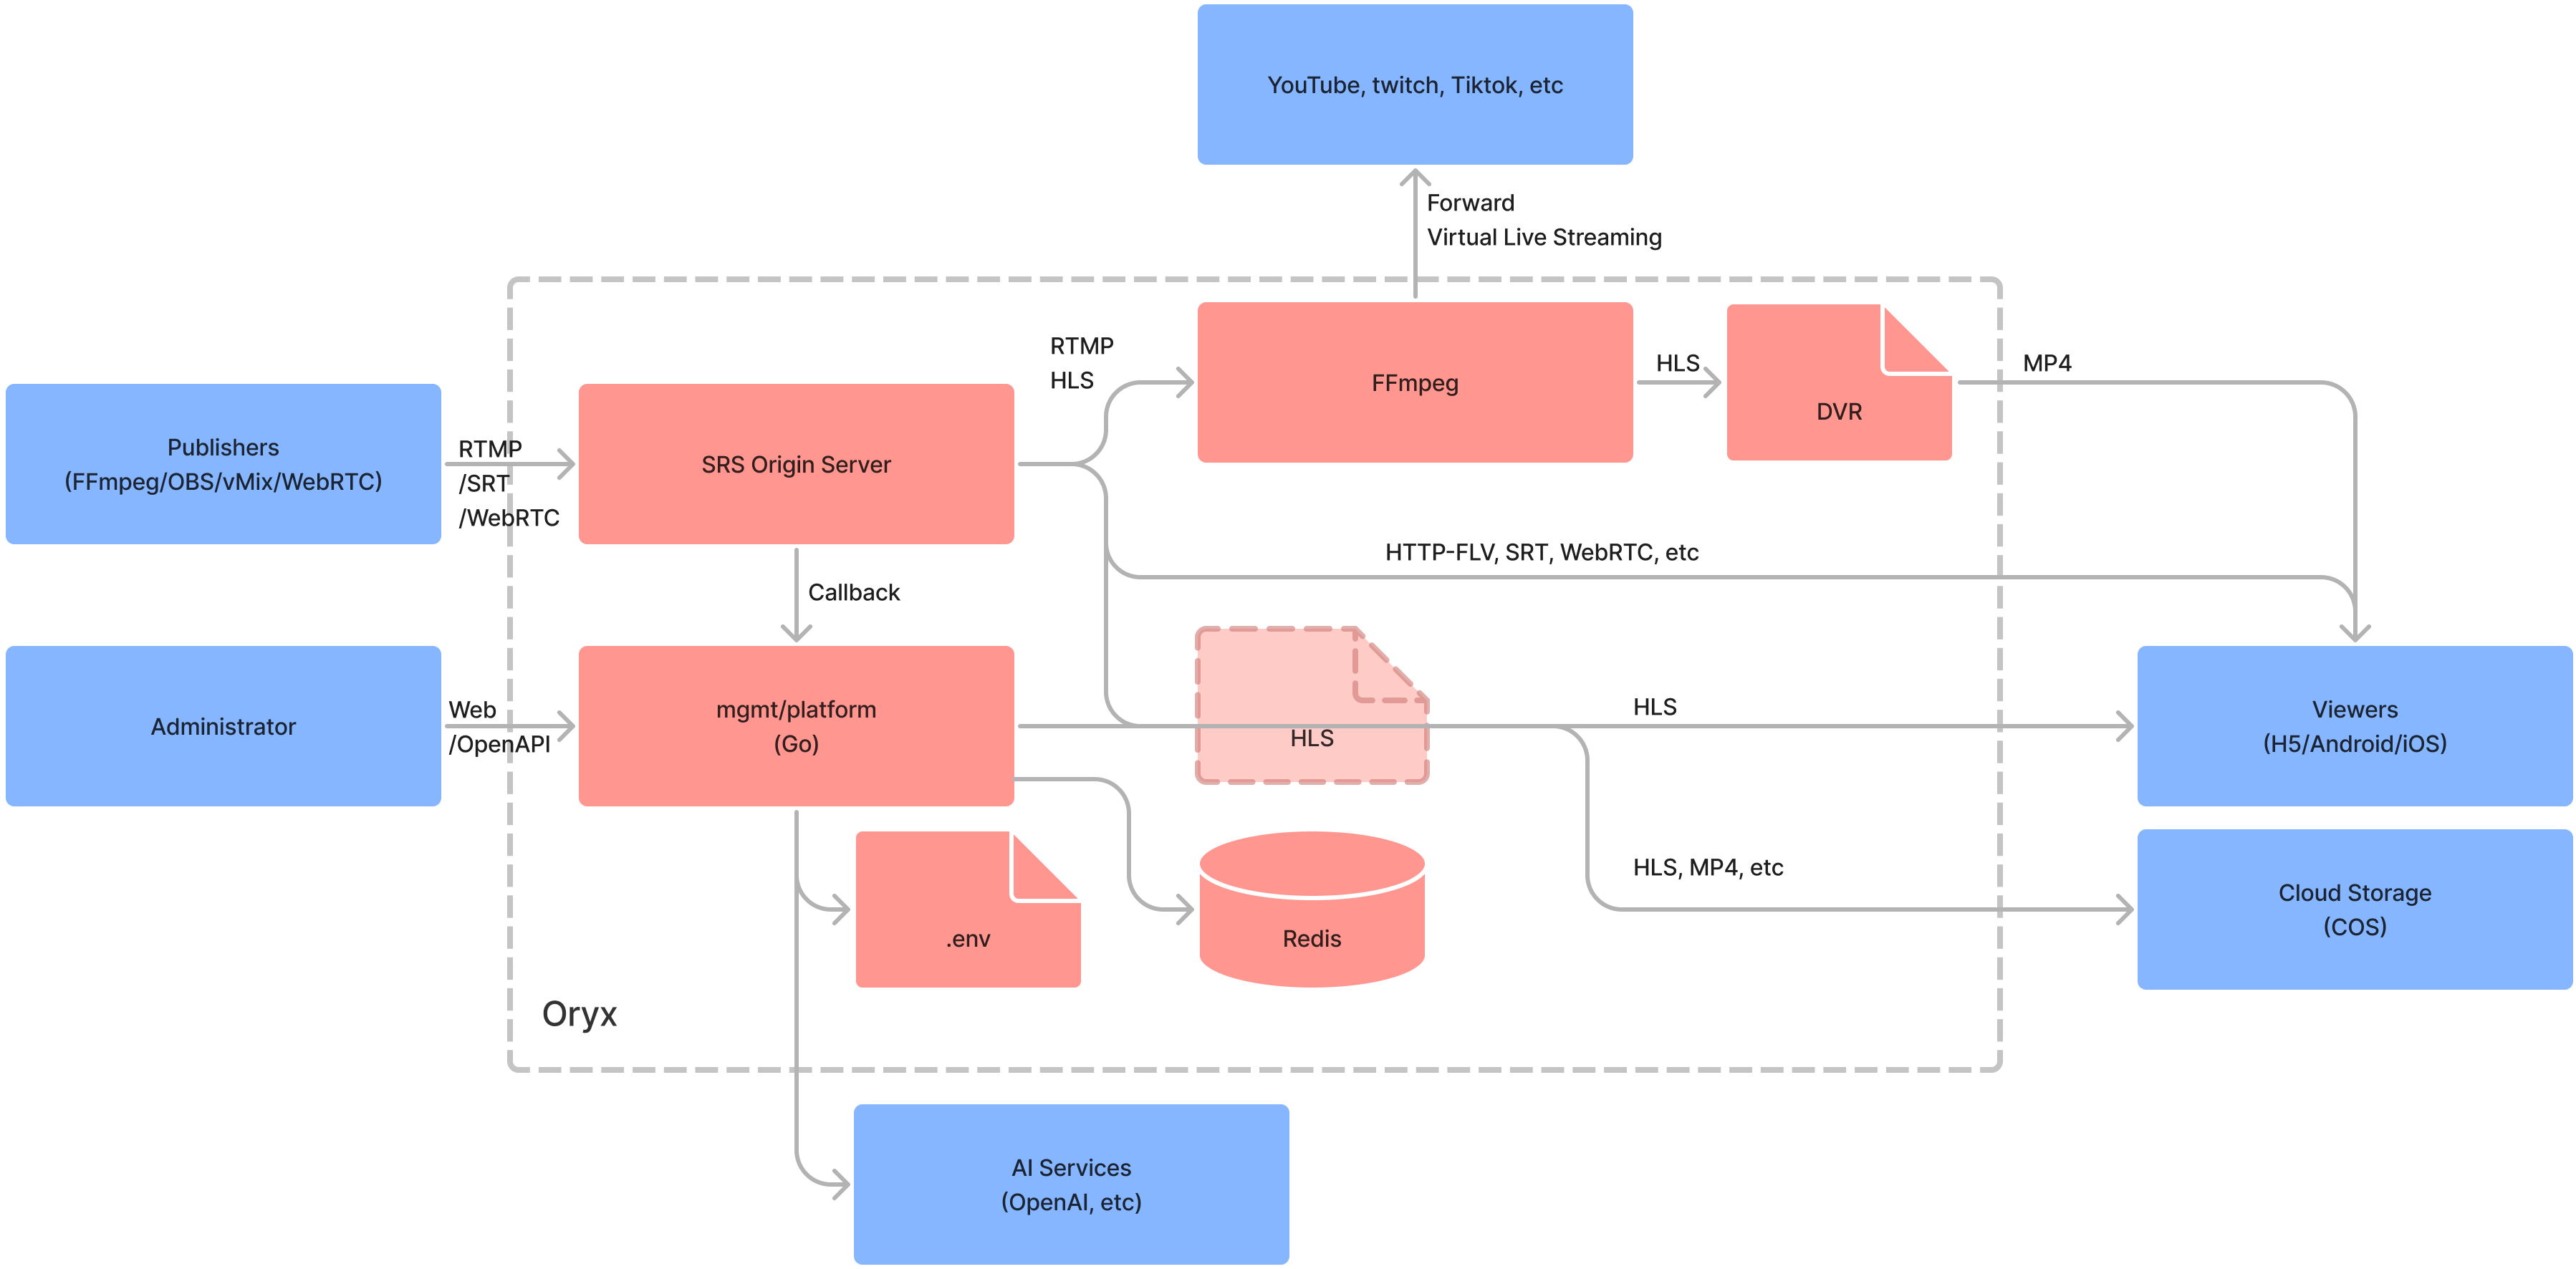 YouTube, twitch, Tiktok, etc
Forward
Virtual Live Streaming
RTMP
HLS
FFmpeg
HLS
DVR
MP4
Publishers
(FFmpeg/OBS/vMix/WebRTC)
RTMP
/SRT
/WebRTC
SRS Origin Server
HTTP-FLV, SRT, WebRTC, etc
Callback
Administrator
Web
/OpenAPI
mgmt/platform
(Go)
HLS
HLS
Viewers
(H5/Android/iOS)
HLS, MP4, etc
Cloud Storage
(COS)
.env
Redis
Oryx
AI Services
(OpenAI, etc)